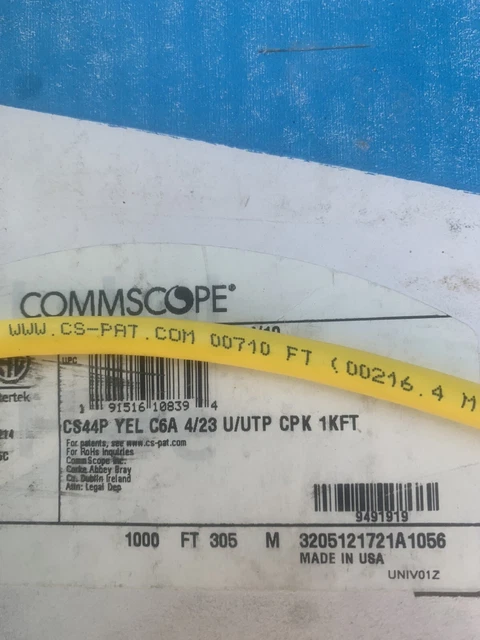 COMMSCOPE®
WWW.CS-PAT.COM 00710 FT (00216.4 M
UPC
91516 10839 4
CS44P YEL C6A 4/23 U/UTP CPK 1KFT
For patents, see www.cs-pat.com
For RoHs Inquiries
CommScope Inc.
Corke Abbey Bray
Co. Dublin Ireland
Attn: Legal Dep
9491919
1000 FT 305 M 3205121721A1056
MADE IN USA
UNIV01Z